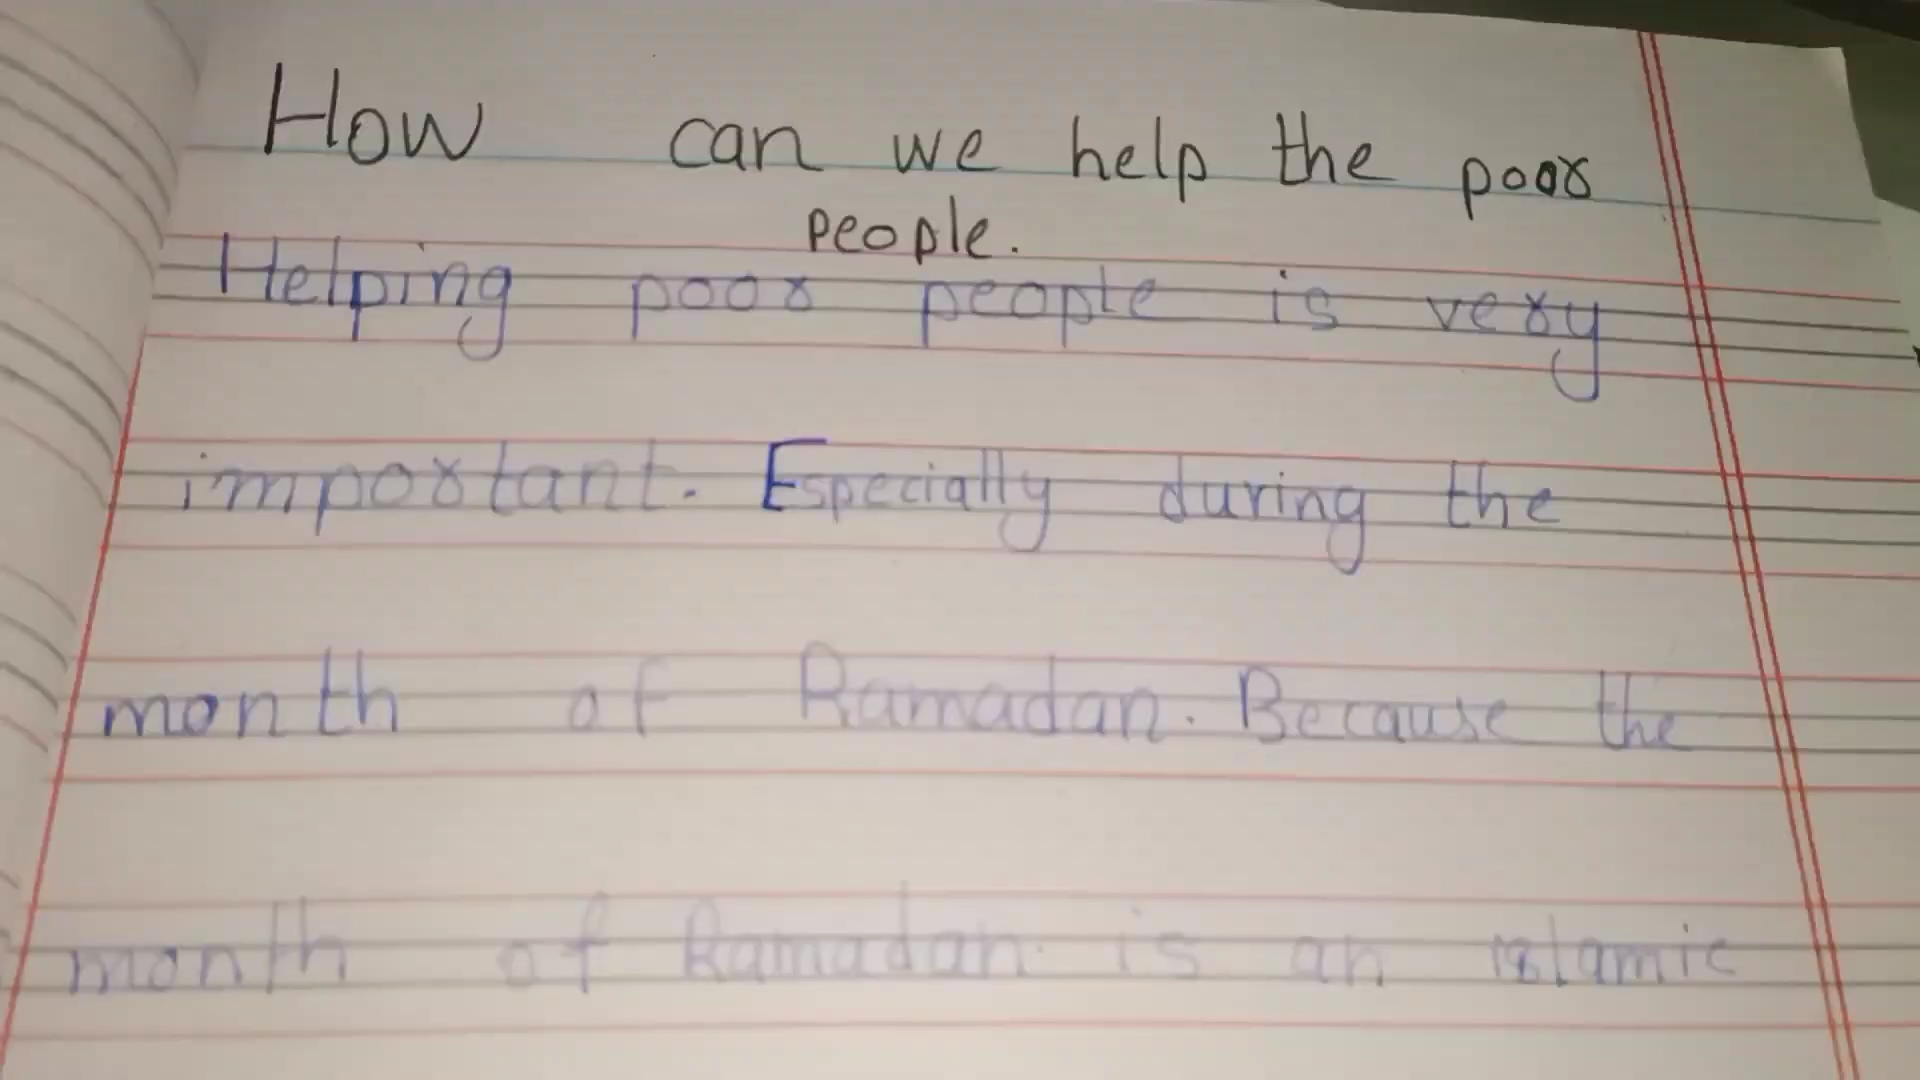 How can we help the poor
people.
Helping poor people is very
important. Especially during the
month of Ramadan. Because the
month of Ramadan is an islamic